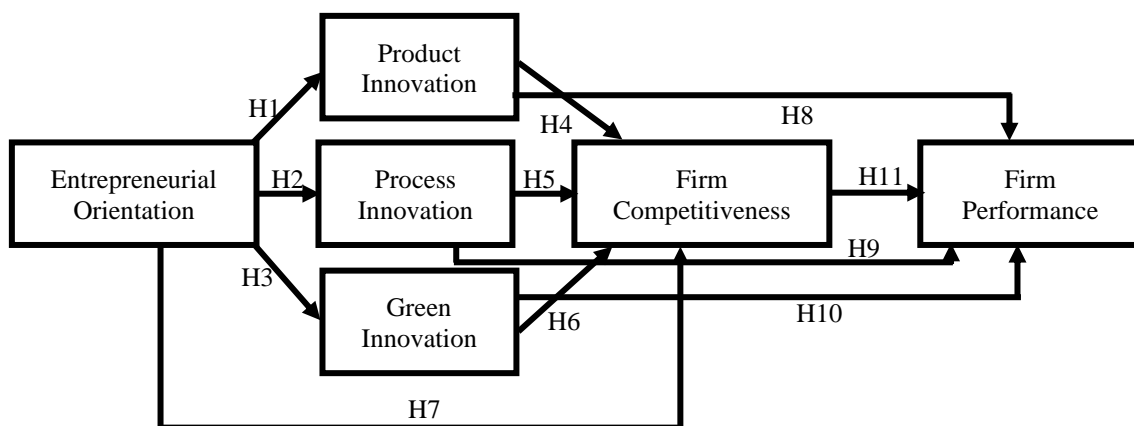 Product
Innovation
H1
H4
H8
Entrepreneurial
Orientation
H2
Process
Innovation
H5
Firm
Competitiveness
H11
Firm
Performance
H3
H9
Green
Innovation
H6
H10
H7